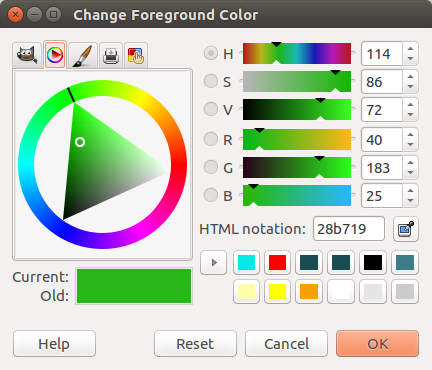 Change Foreground Color
H 114
S 86
V 72
R 40
G 183
B 25
HTML notation: 28b719
Current:
Old:
Help Reset Cancel OK